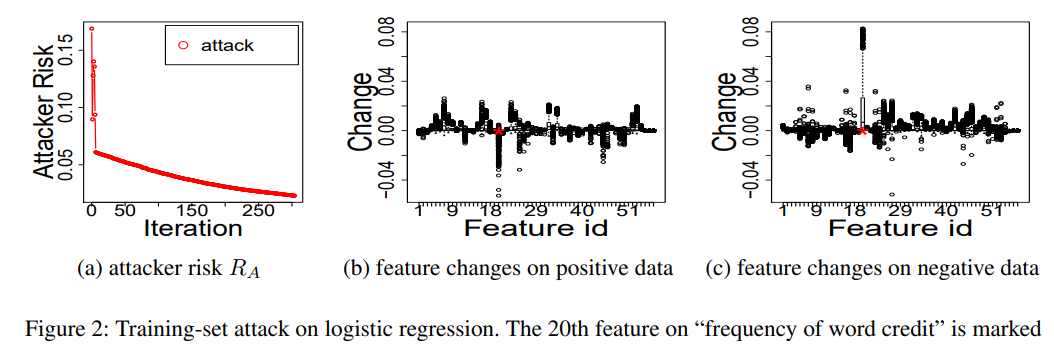 attack
Attacker Risk
0.05 0.10 0.15
0 50 150 250
Iteration
Change
-0.04 0.00 0.04 0.08
1 9 18 29 40 51
Feature id
Change
-0.04 0.00 0.04 0.08
1 9 18 29 40 51
Feature id
(a) attacker risk R_A
(b) feature changes on positive data
(c) feature changes on negative data
Figure 2: Training-set attack on logistic regression. The 20th feature on “frequency of word credit” is marked